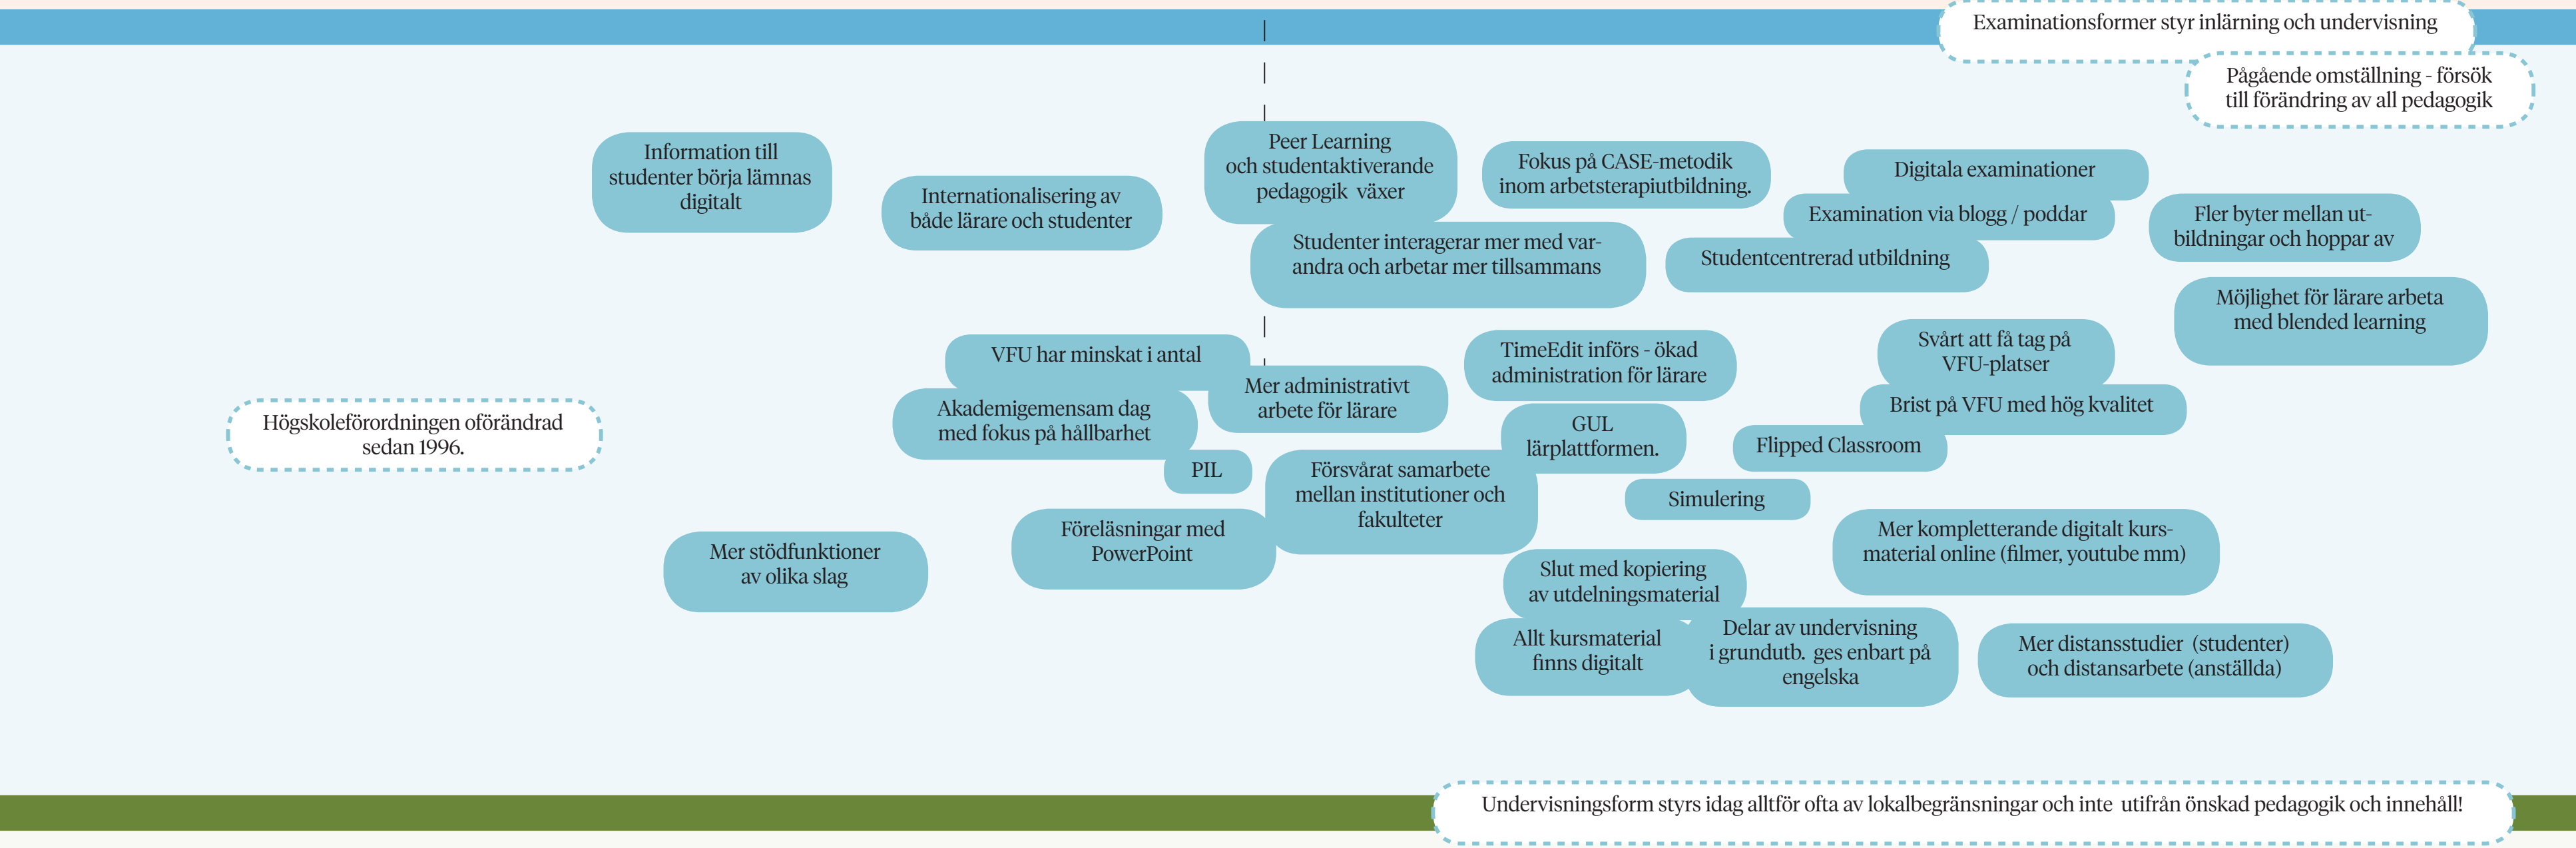 Examinationsformer styr inlärning och undervisning
Pågående omställning - försök
till förändring av all pedagogik
Information till
studenter börja lämnas
digitalt
Internationalisering av
både lärare och studenter
Peer Learning
och studentaktiverande
pedagogik växer
Fokus på CASE-metodik
inom arbetsterapiutbildning.
Digitala examinationer
Examination via blogg / poddar
Fler byter mellan ut-
bildningar och hoppar av
Studenter interagerar mer med var-
andra och arbetar mer tillsammans
Studentcentrerad utbildning
Möjlighet för lärare arbeta
med blended learning
VFU har minskat i antal
Mer administrativt
arbete för lärare
TimeEdit införs - ökad
administration för lärare
Svårt att få tag på
VFU-platser
Brist på VFU med hög kvalitet
Högskoleförordningen oförändrad
sedan 1996.
Akademigemensam dag
med fokus på hållbarhet
GUL
lärplattformen.
Flipped Classroom
PIL
Försvårat samarbete
mellan institutioner och
fakulteter
Simulering
Föreläsningar med
PowerPoint
Mer kompletterande digitalt kurs-
material online (filmer, youtube mm)
Mer stödfunktioner
av olika slag
Slut med kopiering
av utdelningsmaterial
Allt kursmaterial
finns digitalt
Delar av undervisning
i grundutb. ges enbart på
engelska
Mer distansstudier (studenter)
och distansarbete (anställda)
Undervisningsform styrs idag alltför ofta av lokalbegränsningar och inte utifrån önskad pedagogik och innehåll!